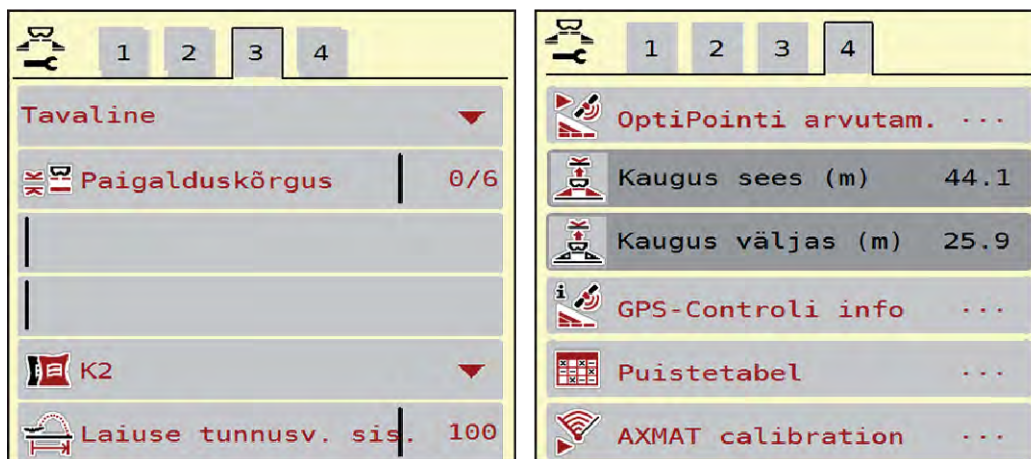 1 2 3 4
Tavaline
Paigalduskõrgus 0/6
K2
Laiuse tunnusv. sis. 100
1 2 3 4
OptiPointi arvutam. ...
Kaugus sees (m) 44.1
Kaugus väljas (m) 25.9
GPS-Controli info ...
Puistetabel ...
AXMAT calibration ...